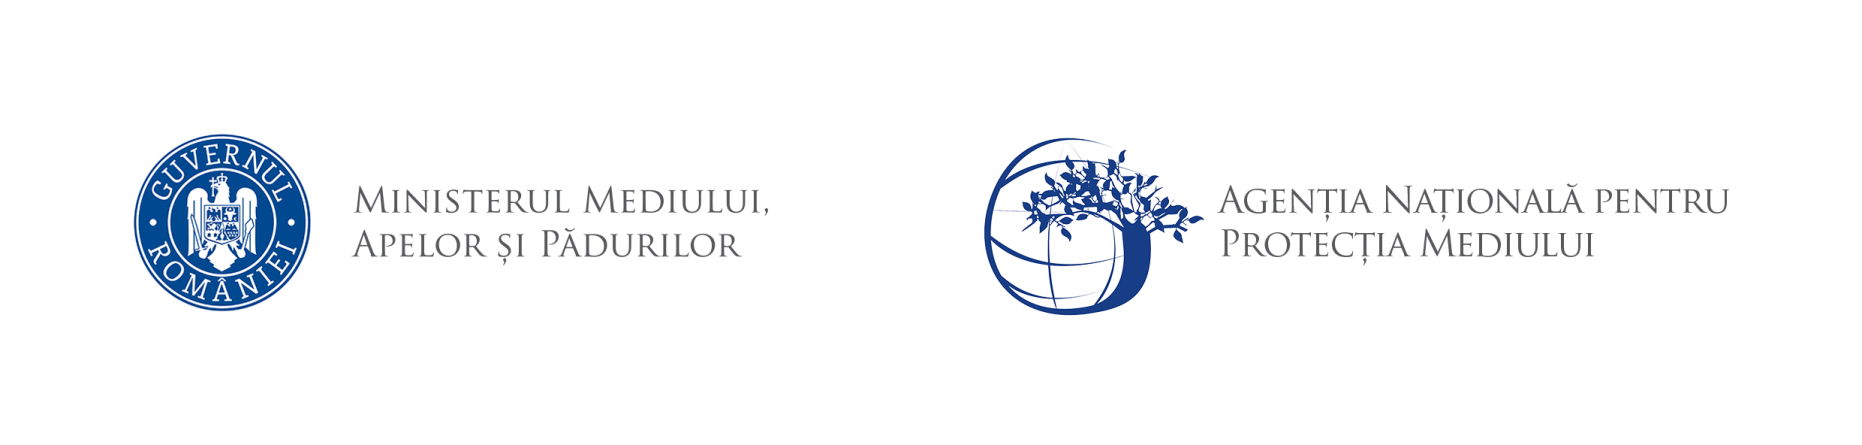 GUVERNUL
ROMÂNIEI
MINISTERUL MEDIULUI,
APELOR ȘI PĂDURILOR
AGENȚIA NAȚIONALĂ PENTRU
PROTECȚIA MEDIULUI